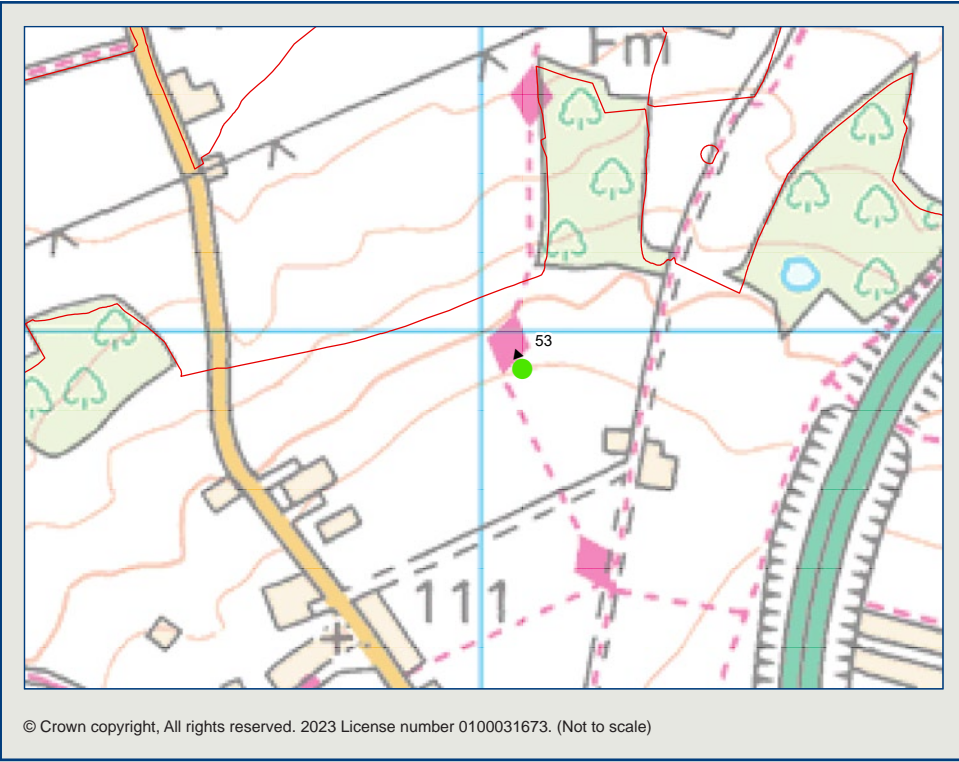 Fm
53
111
© Crown copyright, All rights reserved. 2023 License number 0100031673. (Not to scale)